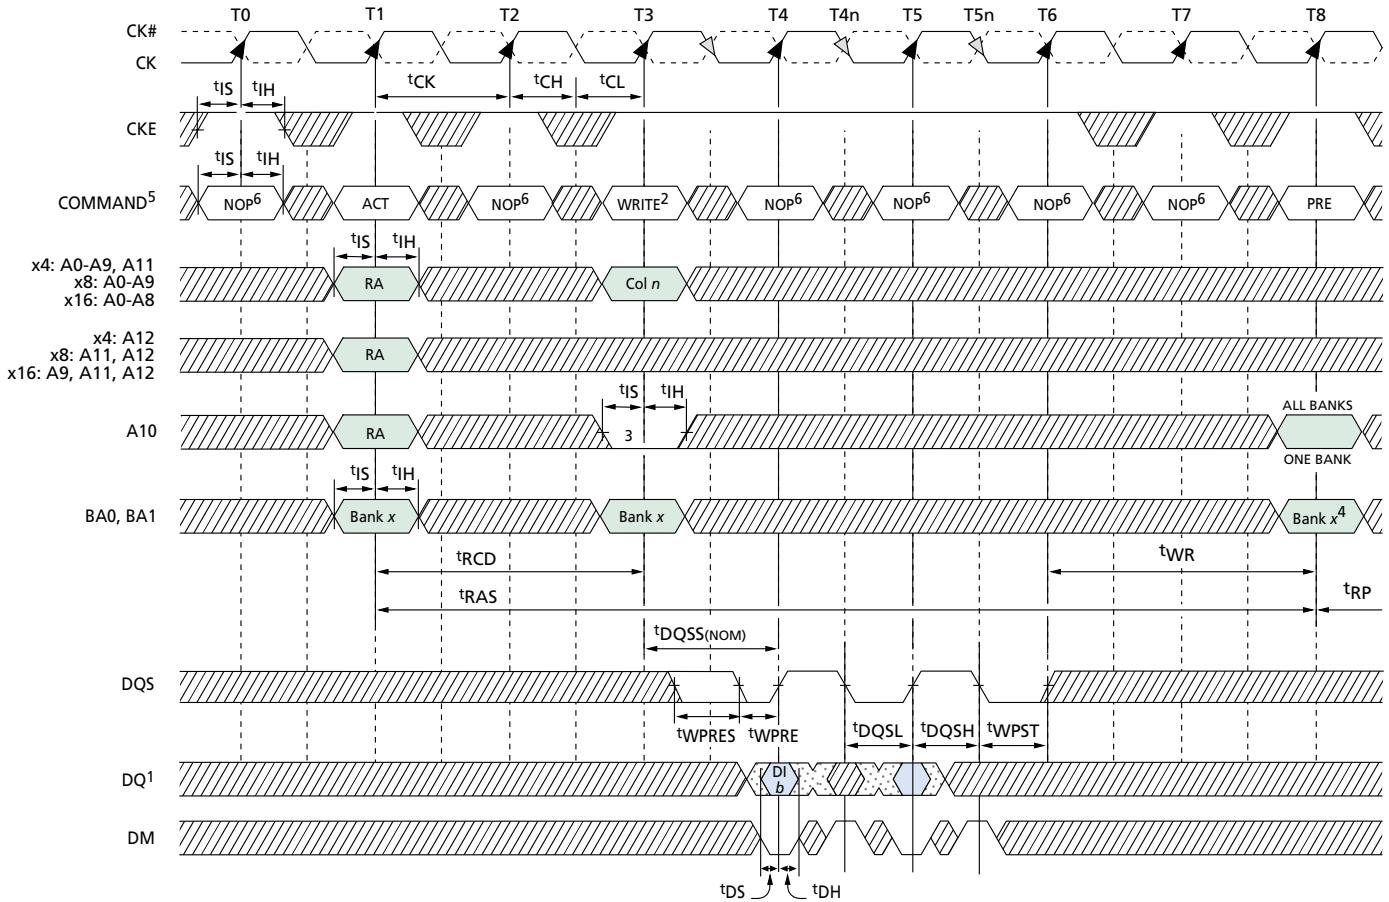 T0 T1 T2 T3 T4 T4n T5 T5n T6 T7 T8
CK#
CK
tIS tIH tCK tCH tCL
CKE
tIS tIH
COMMAND5 NOP6 ACT NOP6 WRITE2 NOP6 NOP6 NOP6 NOP6 PRE
tIS tIH
x4: A0-A9, A11
x8: A0-A9
x16: A0-A8
RA Col n
x4: A12
x8: A11, A12
x16: A9, A11, A12
RA
tIS tIH
ALL BANKS
A10 RA 3
ONE BANK
tIS tIH
BA0, BA1 Bank x Bank x Bank x4
tRCD tWR
tRAS tRP
tDQSS(NOM)
DQS
tWPRES tWPRE tDQSL tDQSH tWPST
DQ1 DI
b
DM
tDS tDH